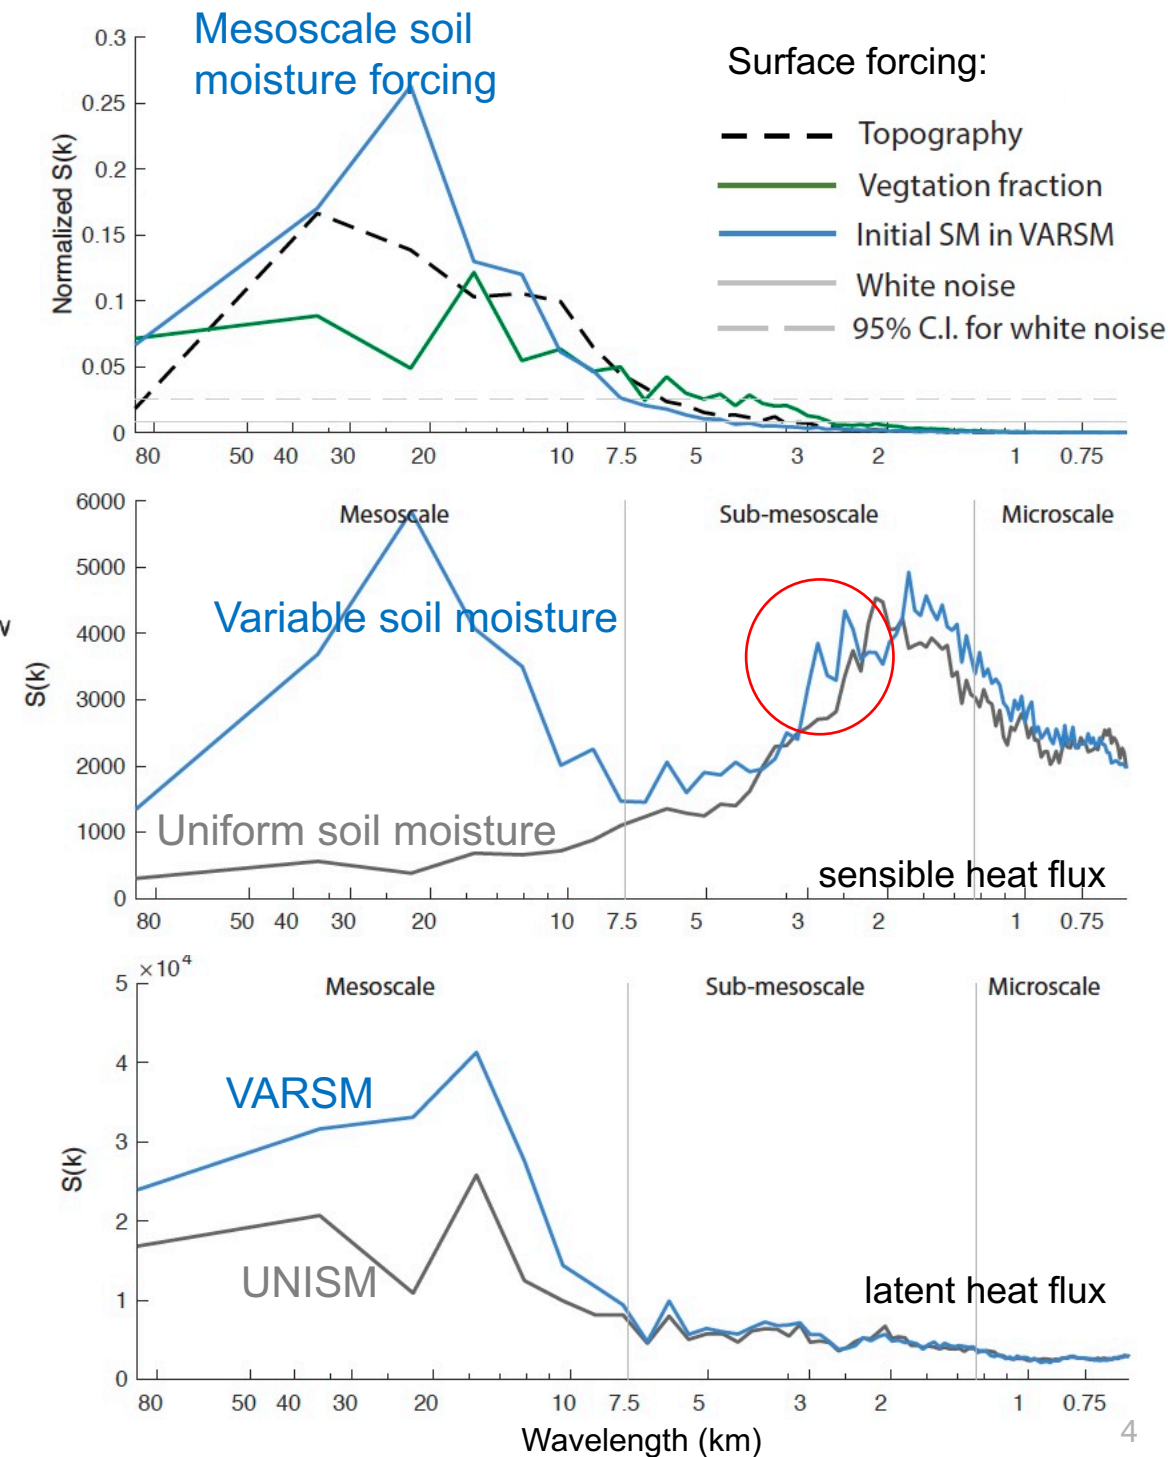 Mesoscale soil
moisture forcing
Surface forcing:
Topography
Vegtation fraction
Initial SM in VARSM
White noise
95% C.I. for white noise
Normalized S(k)
0.3
0.25
0.2
0.15
0.1
0.05
0
80 50 40 30 20 10 7.5 5 3 2 1 0.75
Mesoscale Sub-mesoscale Microscale
Variable soil moisture
Uniform soil moisture
sensible heat flux
S(k)
6000
5000
4000
3000
2000
1000
0
80 50 40 30 20 10 7.5 5 3 2 1 0.75
×10⁴
Mesoscale Sub-mesoscale Microscale
VARSM
UNISM
latent heat flux
S(k)
5
4
3
2
1
0
80 50 40 30 20 10 7.5 5 3 2 1 0.75
Wavelength (km)
4